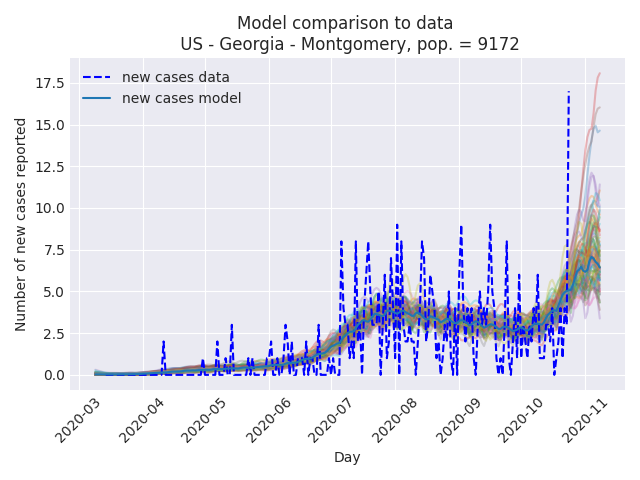 Model comparison to data
US - Georgia - Montgomery, pop. = 9172
new cases data
new cases model
Number of new cases reported
17.5
15.0
12.5
10.0
7.5
5.0
2.5
0.0
2020-03
2020-04
2020-05
2020-06
2020-07
2020-08
2020-09
2020-10
2020-11
Day